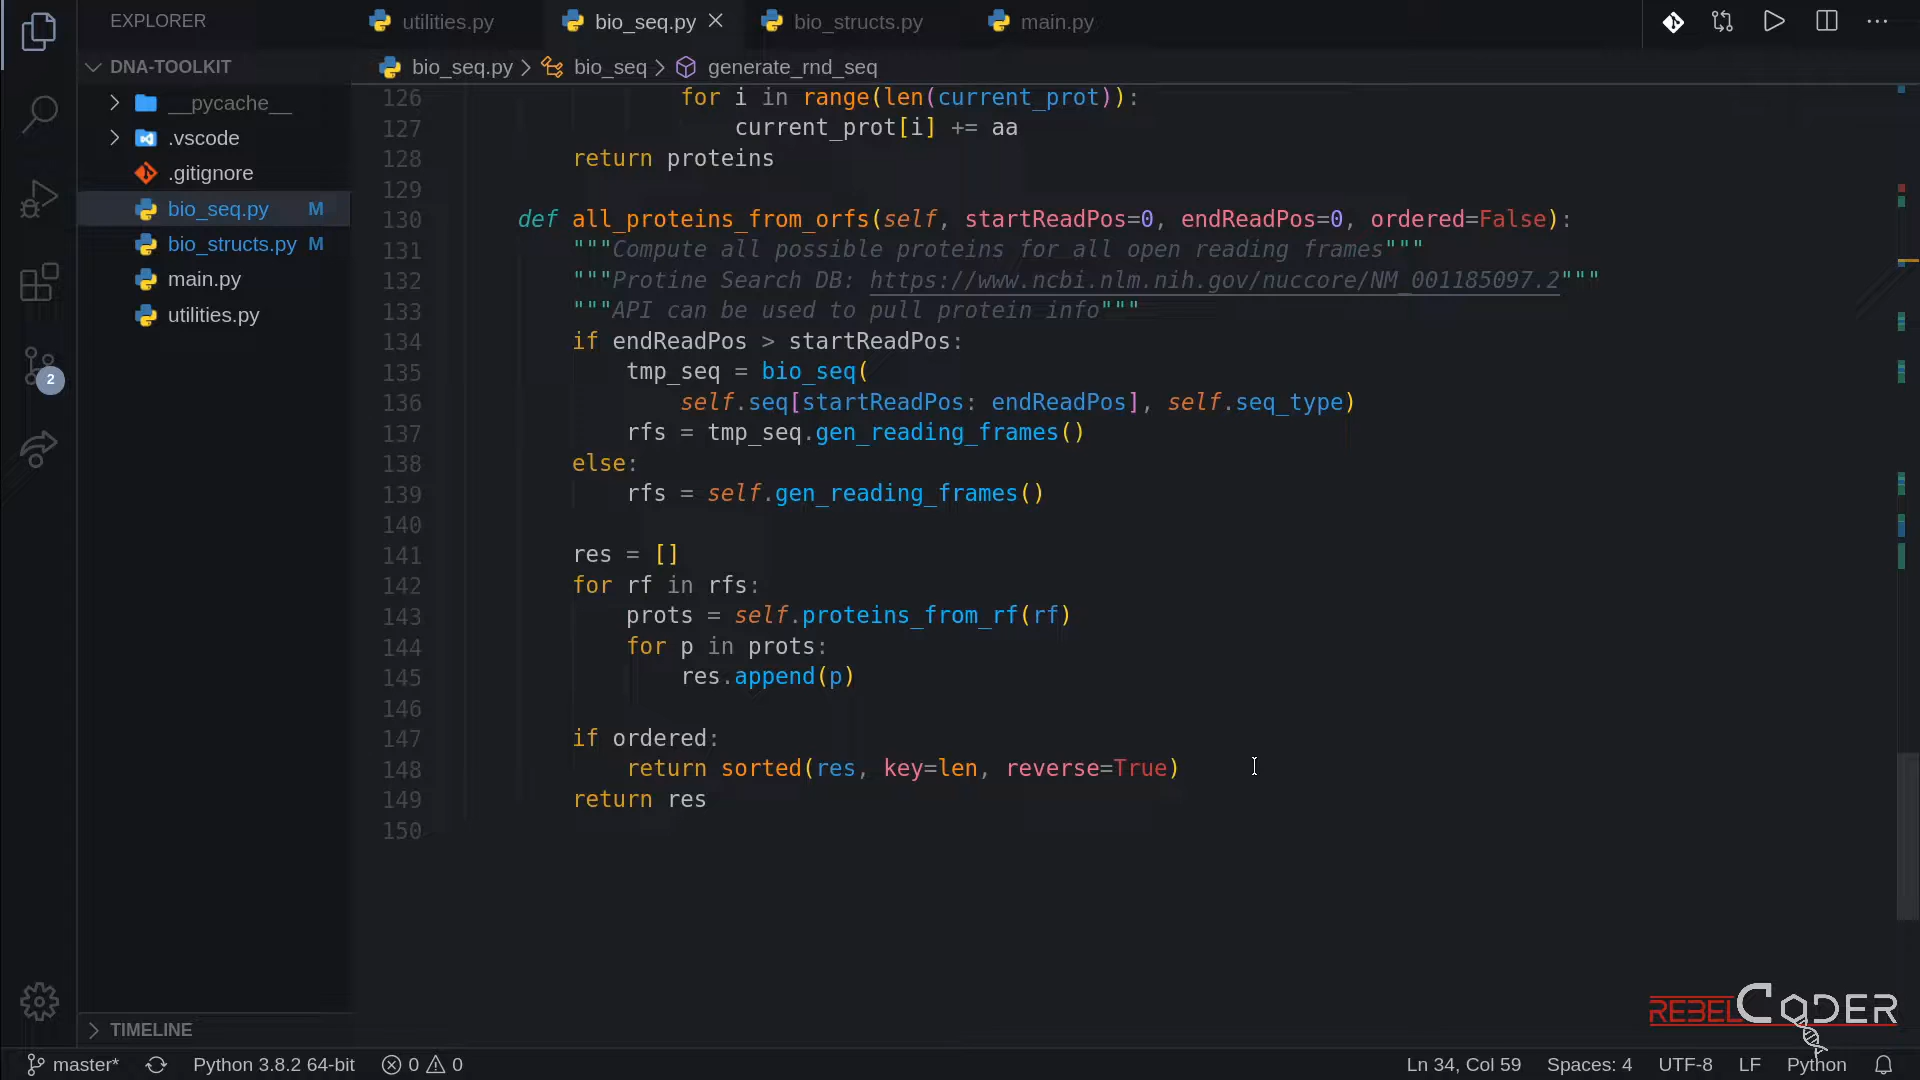 EXPLORER
utilities.py
bio_seq.py
bio_structs.py
main.py
DNA-TOOLKIT
bio_seq.py > bio_seq > generate_rnd_seq
__pycache__
.vscode
.gitignore
bio_seq.py M
bio_structs.py M
main.py
utilities.py
2
126 for i in range(len(current_prot)):
127 current_prot[i] += aa
128 return proteins
129
130 def all_proteins_from_orfs(self, startReadPos=0, endReadPos=0, ordered=False):
131 """Compute all possible proteins for all open reading frames"""
132 """Protine Search DB: https://www.ncbi.nlm.nih.gov/nuccore/NM_001185097.2"""
133 """API can be used to pull protein info"""
134 if endReadPos > startReadPos:
135 tmp_seq = bio_seq(
136 self.seq[startReadPos: endReadPos], self.seq_type)
137 rfs = tmp_seq.gen_reading_frames()
138 else:
139 rfs = self.gen_reading_frames()
140
141 res = []
142 for rf in rfs:
143 prots = self.proteins_from_rf(rf)
144 for p in prots:
145 res.append(p)
146
147 if ordered:
148 return sorted(res, key=len, reverse=True)
149 return res
150
REBELCODER
TIMELINE
master* Python 3.8.2 64-bit 0 0 Ln 34, Col 59 Spaces: 4 UTF-8 LF Python